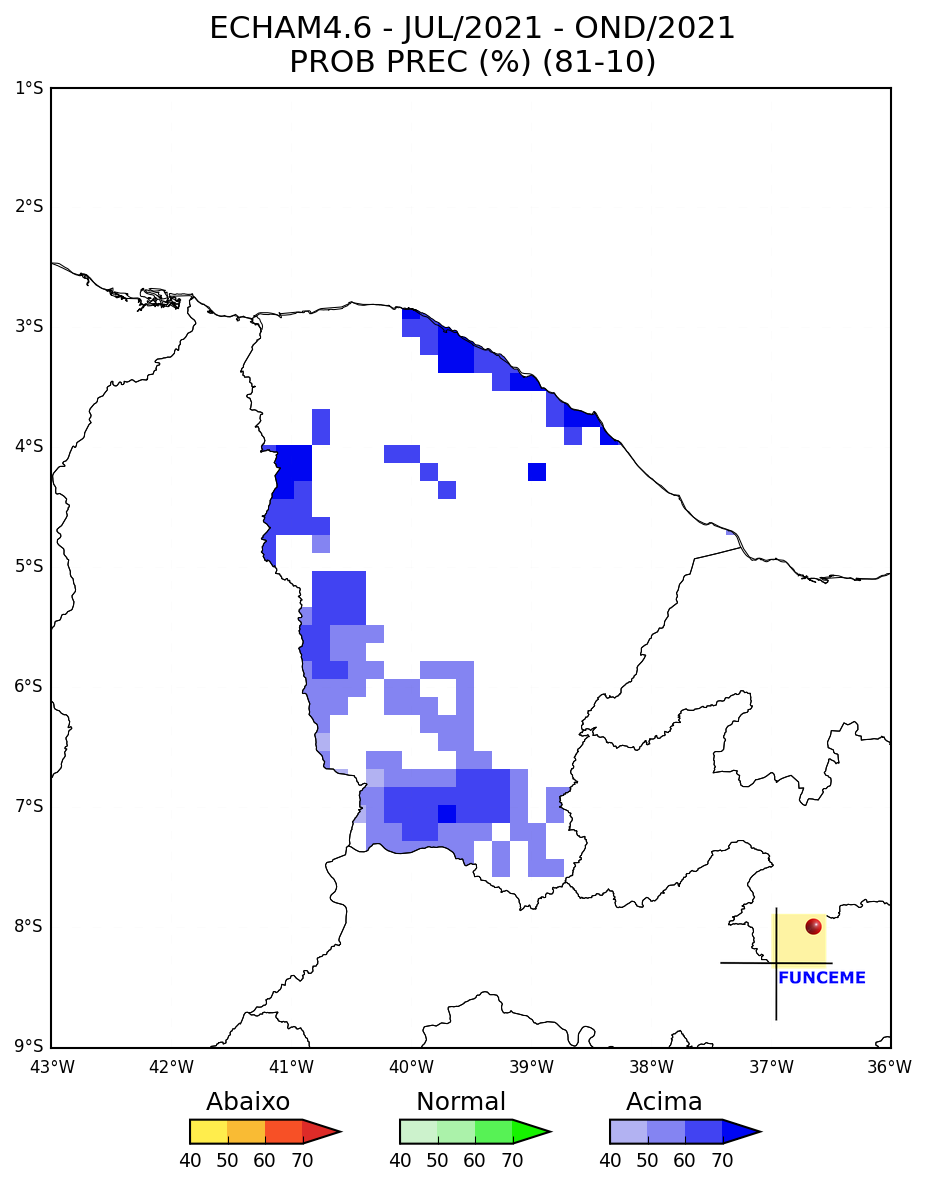 ECHAM4.6 - JUL/2021 - OND/2021
PROB PREC (%) (81-10)
1°S
2°S
3°S
4°S
5°S
6°S
7°S
8°S
9°S
FUNCEME
43°W 42°W 41°W 40°W 39°W 38°W 37°W 36°W
Abaixo Normal Acima
40 50 60 70 40 50 60 70 40 50 60 70